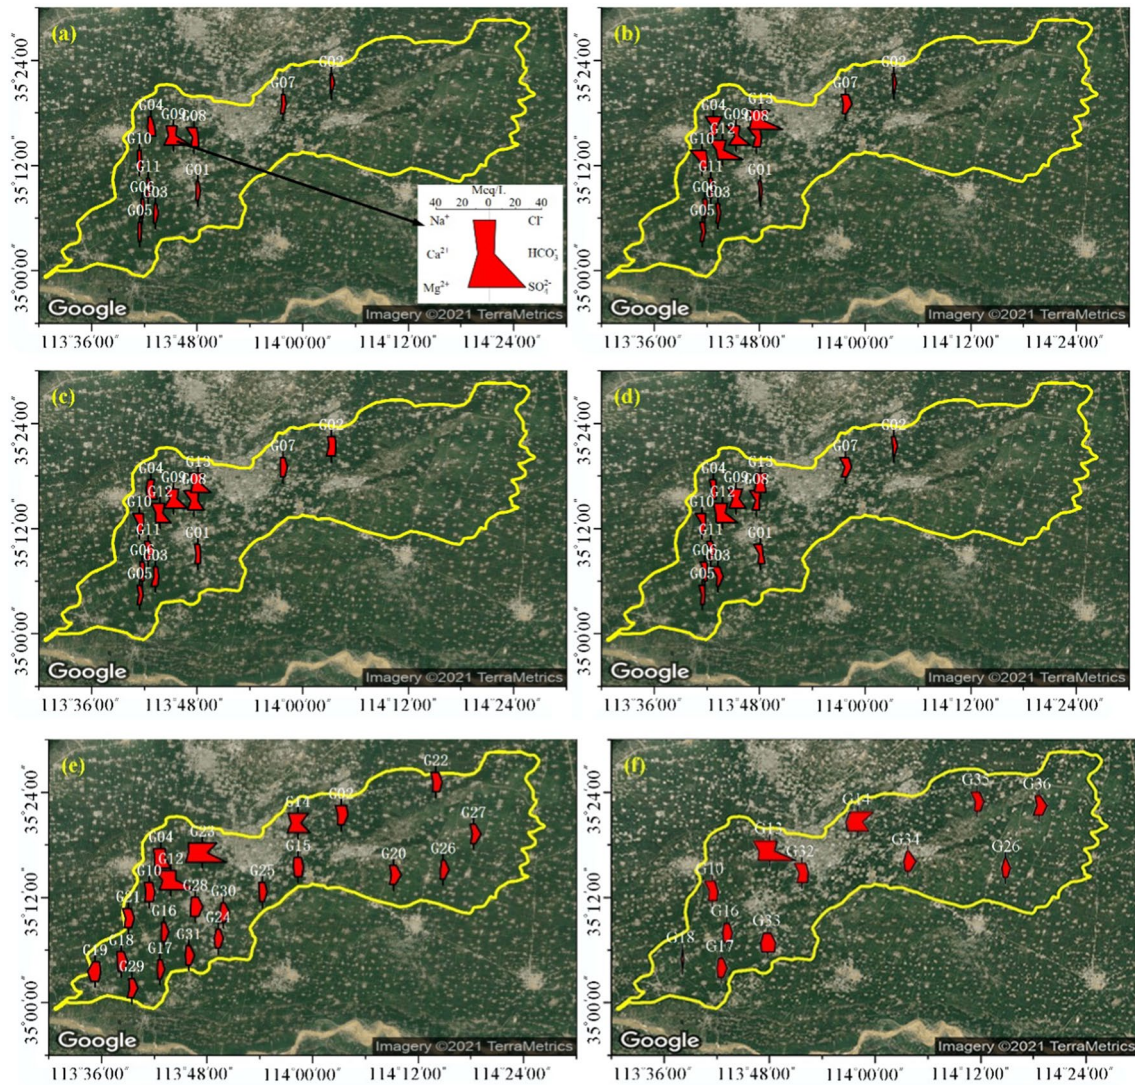 (a)
G02
G07
G04
G09
G08
G10
G11
G01
G06
G03
G05
Meq/L
40 20 0 20 40
Na⁺ Cl⁻
Ca²⁺ HCO₃⁻
Mg²⁺ SO₄²⁻
Google
Imagery ©2021 TerraMetrics
35°24′00″
35°12′00″
35°00′00″
113°36′00″ 113°48′00″ 114°00′00″ 114°12′00″ 114°24′00″
(b)
G02
G07
G13
G04
G09
G08
G12
G10
G11
G01
G06
G03
G05
Google
Imagery ©2021 TerraMetrics
35°24′00″
35°12′00″
35°00′00″
113°36′00″ 113°48′00″ 114°00′00″ 114°12′00″ 114°24′00″
(c)
G02
G07
G13
G04
G09
G08
G12
G10
G11
G01
G06
G03
G05
Google
Imagery ©2021 TerraMetrics
35°24′00″
35°12′00″
35°00′00″
113°36′00″ 113°48′00″ 114°00′00″ 114°12′00″ 114°24′00″
(d)
G02
G07
G13
G04
G09
G08
G12
G10
G11
G01
G06
G03
G05
Google
Imagery ©2021 TerraMetrics
35°24′00″
35°12′00″
35°00′00″
113°36′00″ 113°48′00″ 114°00′00″ 114°12′00″ 114°24′00″
(e)
G22
G02
G14
G27
G23
G04
G15
G12
G26
G20
G10
G25
G28
G30
G21
G16
G24
G18
G17
G31
G19
G29
Google
Imagery ©2021 TerraMetrics
35°24′00″
35°12′00″
35°00′00″
113°36′00″ 113°48′00″ 114°00′00″ 114°12′00″ 114°24′00″
(f)
G35
G36
G14
G13
G34
G32
G26
G10
G16
G33
G18
G17
Google
Imagery ©2021 TerraMetrics
35°24′00″
35°12′00″
35°00′00″
113°36′00″ 113°48′00″ 114°00′00″ 114°12′00″ 114°24′00″